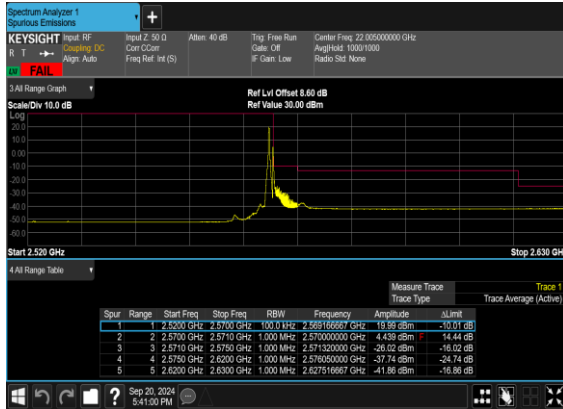 Spectrum Analyzer 1
Spurious Emissions
+
KEYSIGHT Input: RF Input Z: 50 Ω Atten: 40 dB Trig: Free Run Center Freq: 22.005000000 GHz
R T Coupling: DC Corr CCorr Gate: Off Avg|Hold: 1000/1000
Align: Auto Freq Ref: Int (S) IF Gain: Low Radio Std: None
FAIL
3 All Range Graph Ref Lvl Offset 8.60 dB
Scale/Div 10.0 dB Ref Value 30.00 dBm
Log
20.0
10.0
0.00
-10.0
-20.0
-30.0
-40.0
-50.0
-60.0
Start 2.520 GHz Stop 2.630 GH
4 All Range Table
Measure Trace Trace 1
Trace Type Trace Average (Active)
Spur Range Start Freq Stop Freq RBW Frequency Amplitude ΔLimit
1 1 2.5200 GHz 2.5700 GHz 100.0 kHz 2.569166667 GHz 19.99 dBm -10.01 dB
2 2 2.5700 GHz 2.5710 GHz 1.000 MHz 2.570000000 GHz 4.439 dBm F 14.44 dB
3 3 2.5710 GHz 2.5750 GHz 1.000 MHz 2.571320000 GHz -26.02 dBm -16.02 dB
4 4 2.5750 GHz 2.6200 GHz 1.000 MHz 2.576050000 GHz -37.74 dBm -24.74 dB
5 5 2.6200 GHz 2.6300 GHz 1.000 MHz 2.627516667 GHz -41.86 dBm -16.86 dB
? Sep 20, 2024
5:41:00 PM